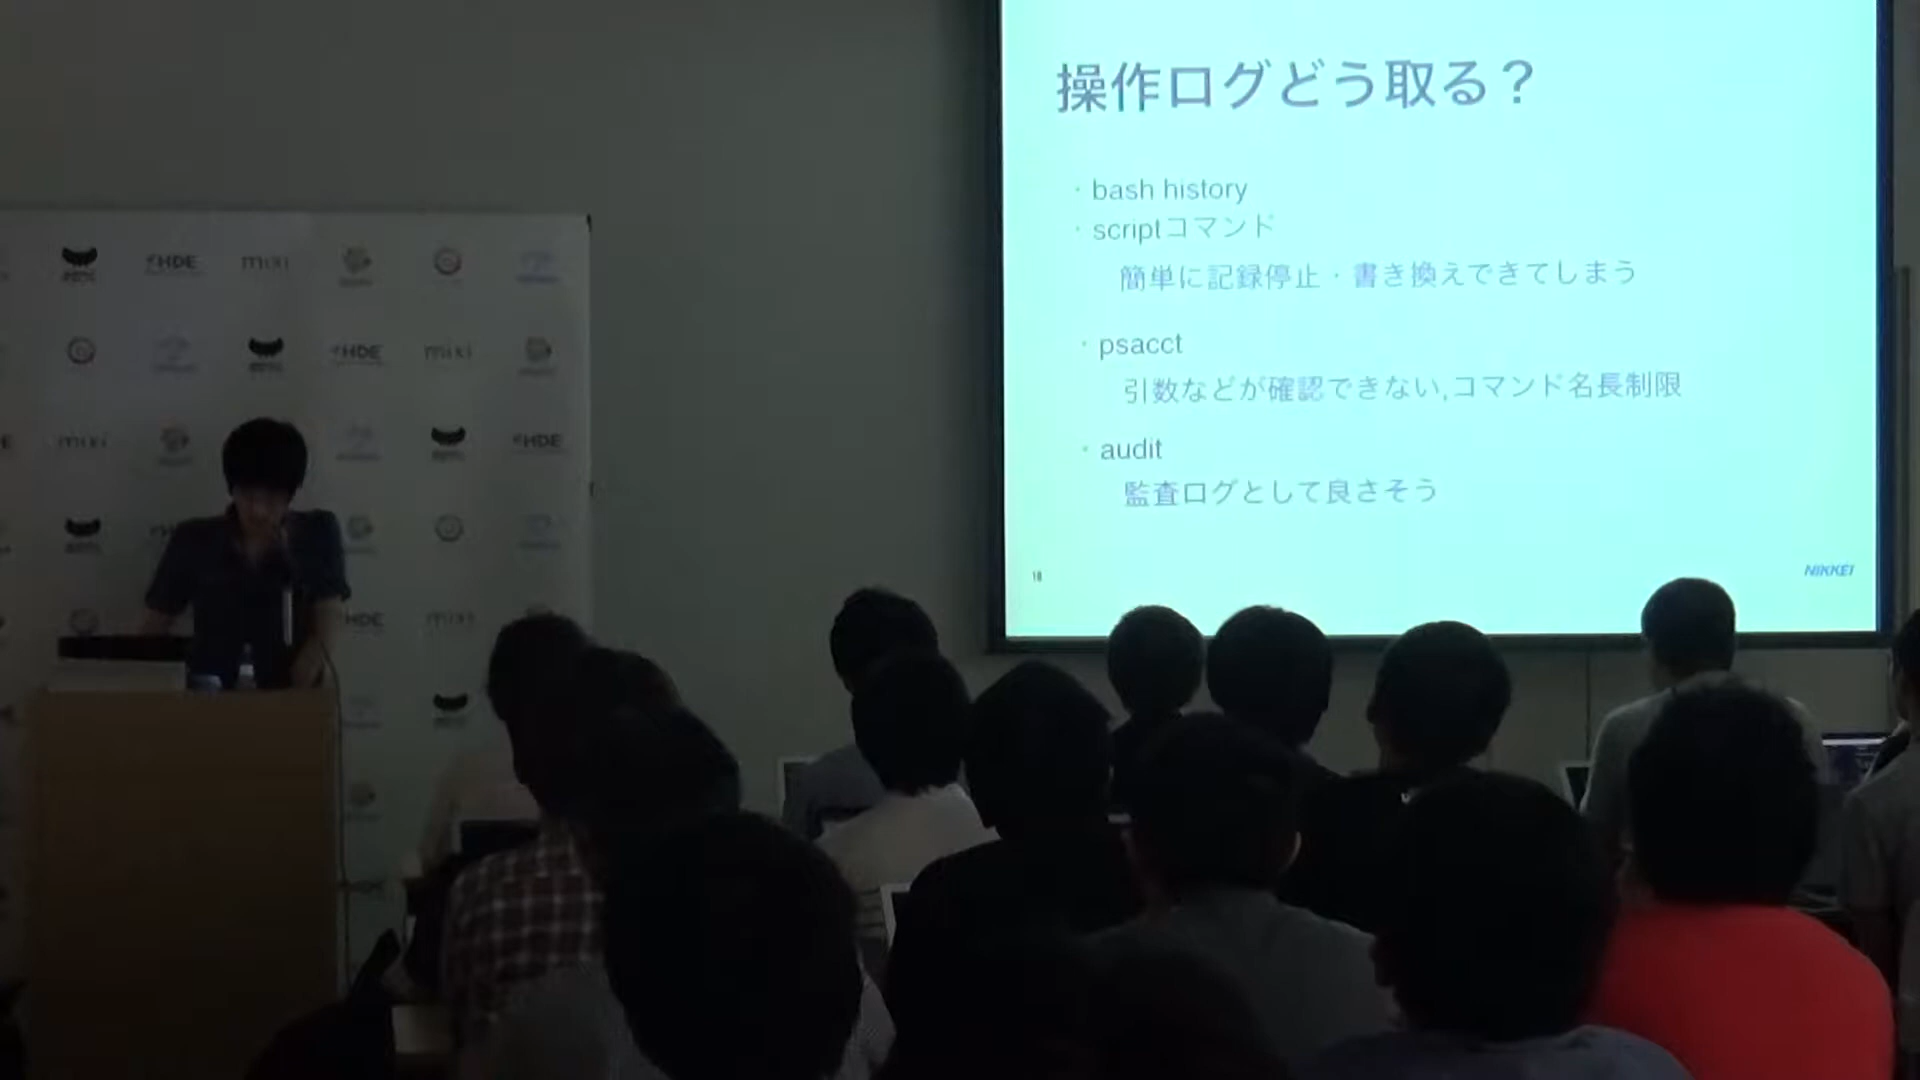 操作ログどう取る？
・bash history
・scriptコマンド
簡単に記録停止・書き換えできてしまう
・psacct
引数などが確認できない,コマンド名長制限
・audit
監査ログとして良さそう
18
NIKKEI
HDE
mixi
HDE
mixi
mixi
HDE
HDE
mixi